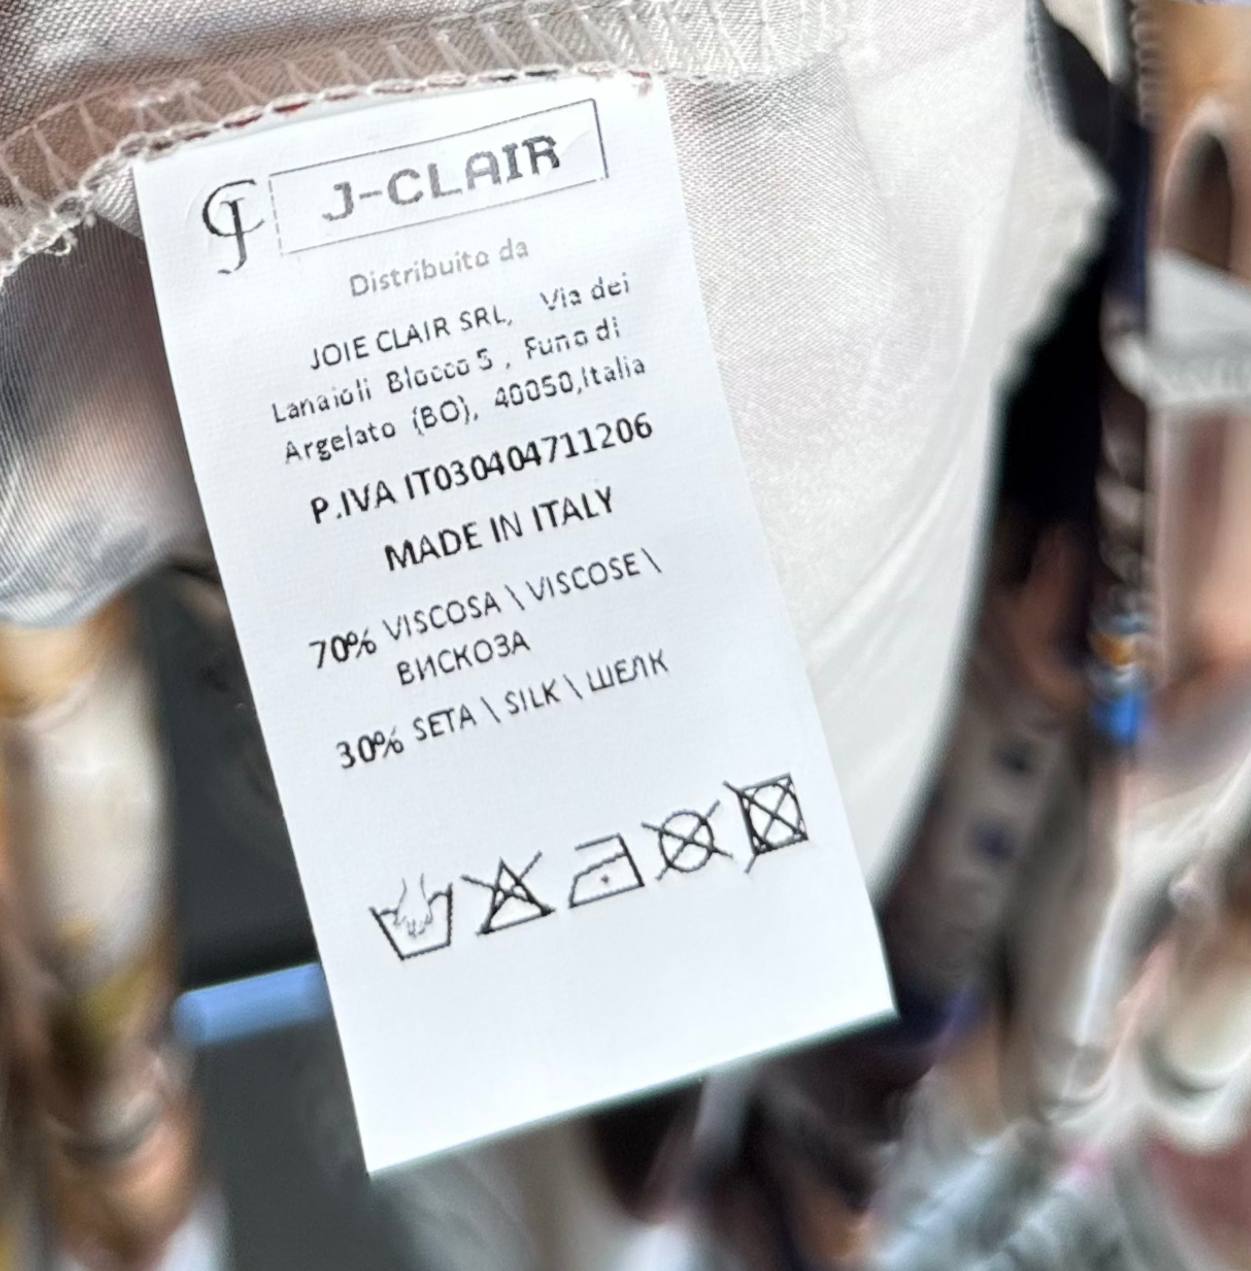 CJ J-CLAIR
Distribuito da
JOIE CLAIR SRL, Via dei
Lanaioli Blocco 5 , Funo di
Argelato (BO), 40050,Italia
P.IVA IT030404711206
MADE IN ITALY
70% VISCOSA \ VISCOSE \
ВИСКОЗА
30% SETA \ SILK \ ШЕЛК